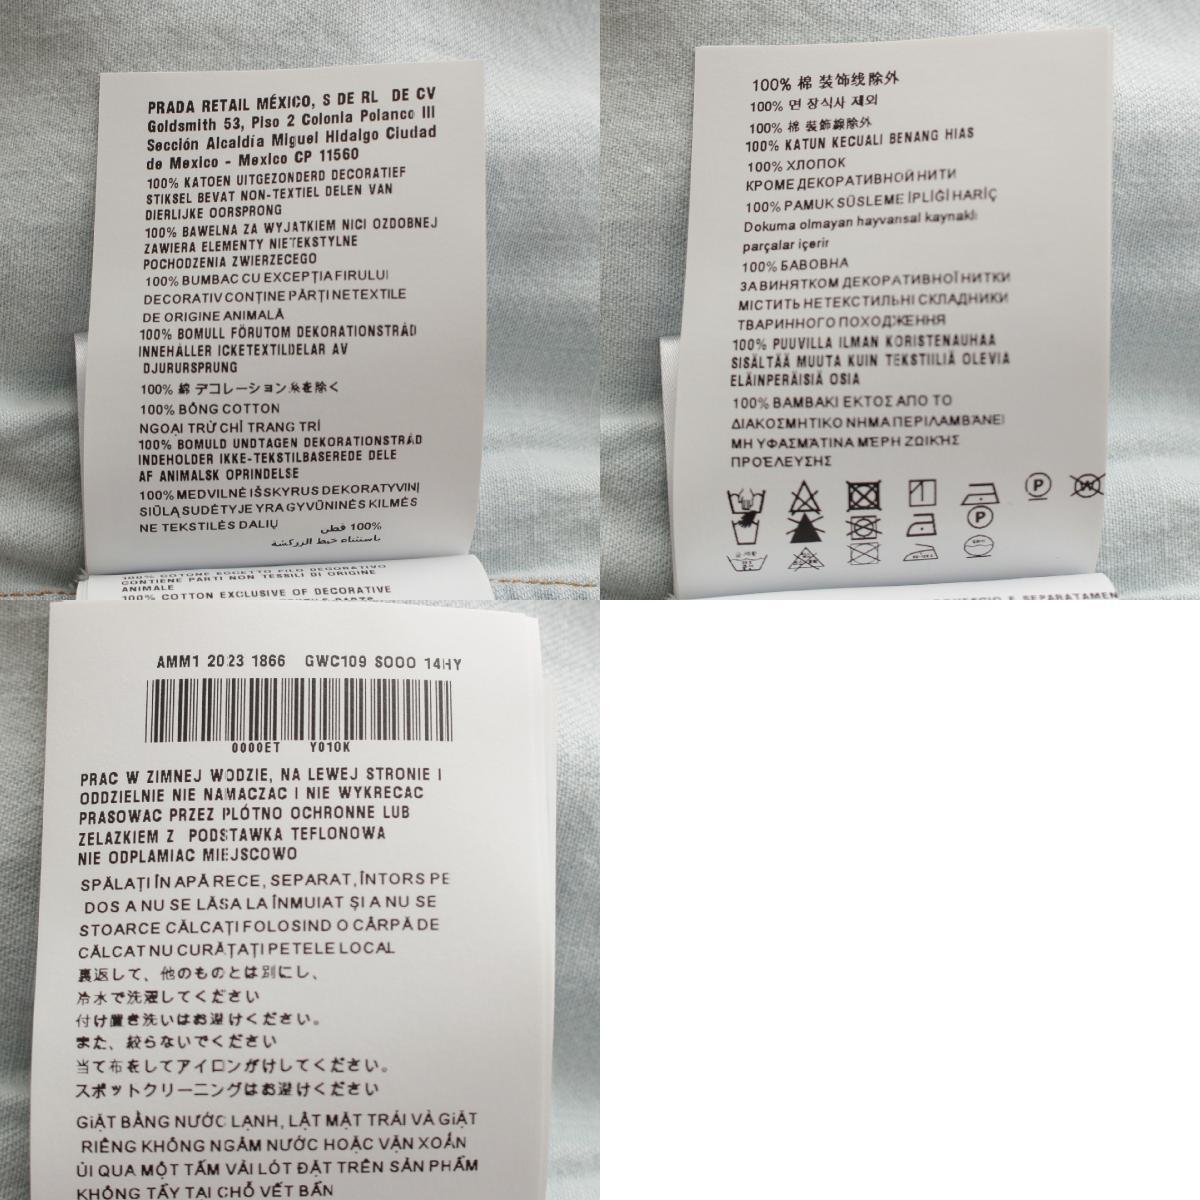 PRADA RETAIL MÉXICO, S DE RL DE CV
Goldsmith 53, Piso 2 Colonia Polanco III
Sección Alcaldía Miguel Hidalgo Ciudad
de Mexico - Mexico CP 11560
100% KATOEN UITGEZONDERD DECORATIEF
STIKSEL BEVAT NON-TEXTIEL DELEN VAN
DIERLIJKE OORSPRONG
100% BAWELNA ZA WYJATKIEM NICI OZDOBNEJ
ZAWIERA ELEMENTY NIETEKSTYLNE
POCHODZENIA ZWIERZECEGO
100% BUMBAC CU EXCEPȚIA FIRULUI
DECORATIV CONȚINE PĂRȚI NETEXTILE
DE ORIGINE ANIMALĂ
100% BOMULL FÖRUTOM DEKORATIONSTRÅD
INNEHÅLLER ICKETEXTILDELAR AV
DJURURSPRUNG
100% 綿 デコレーション糸を除く
100% BÔNG COTTON
NGOẠI TRỪ CHỈ TRANG TRÍ
100% BOMULD UNDTAGEN DEKORATIONSTRÅD
INDEHOLDER IKKE-TEKSTILBASEREDE DELE
AF ANIMALSK OPRINDELSE
100% MEDVILNĖ IŠSKYRUS DEKORATYVINĮ
SIŪLĄ SUDĖTYJE YRA GYVŪNINĖS KILMĖS
NE TEKSTILĖS DALIŲ
100% قطن
باستثناء خيط الزركشة
100% COTONE ECCETTO FILO DECORATIVO
CONTIENE PARTI NON TESSILI DI ORIGINE
ANIMALE
100% COTTON EXCLUSIVE OF DECORATIVE
100% 棉 装饰线除外
100% 면 장식사 제외
100% 棉 裝飾線除外
100% KATUN KECUALI BENANG HIAS
100% ХЛОПОК
КРОМЕ ДЕКОРАТИВНОЙ НИТИ
100% PAMUK SÜSLEME İPLİĞİ HARİÇ
Dokuma olmayan hayvansal kaynaklı
parçalar içerir
100% БАВОВНА
ЗА ВИНЯТКОМ ДЕКОРАТИВНОЇ НИТКИ
МІСТИТЬ НЕТЕКСТИЛЬНІ СКЛАДНИКИ
ТВАРИННОГО ПОХОДЖЕННЯ
100% PUUVILLA ILMAN KORISTENAUHAA
SISÄLTÄÄ MUUTA KUIN TEKSTIILIÄ OLEVIA
ELÄINPERÄISIÄ OSIA
100% ΒΑΜΒΑΚΙ ΕΚΤΟΣ ΑΠΟ ΤΟ
ΔΙΑΚΟΣΜΗΤΙΚΟ ΝΗΜΑ ΠΕΡΙΛΑΜΒΆΝΕΙ
ΜΗ ΥΦΑΣΜΆΤΙΝΑ ΜΈΡΗ ΖΩΙΚΉΣ
ΠΡΟΈΛΕΥΣΗΣ
P W
P
E SEPARATAMEN
AMM1 2023 1866 GWC109 SOOO 14HY
0000ET Y010K
PRAC W ZIMNEJ WODZIE, NA LEWEJ STRONIE I
ODDZIELNIE NIE NAMACZAC I NIE WYKRECAC
PRASOWAC PRZEZ PLÓTNO OCHRONNE LUB
ZELAZKIEM Z PODSTAWKA TEFLONOWA
NIE ODPLAMIAC MIEJSCOWO
SPĂLAȚI ÎN APĂ RECE, SEPARAT, ÎNTORS PE
DOS A NU SE LĂSA LA ÎNMUIAT ȘI A NU SE
STOARCE CĂLCAȚI FOLOSIND O CÂRPĂ DE
CĂLCAT NU CURĂȚAȚI PETELE LOCAL
裏返して、他のものとは別にし、
冷水で洗濯してください
付け置き洗いはお避けください。
また、絞らないでください
当て布をしてアイロンがけしてください。
スポットクリーニングはお避けください
GIẶT BẰNG NƯỚC LẠNH, LẬT MẶT TRÁI VÀ GIẶT
RIÊNG KHÔNG NGÂM NƯỚC HOẶC VẶN XOẮN
ỦI QUA MỘT TẤM VẢI LÓT ĐẶT TRÊN SẢN PHẨM
KHÔNG TẨY TẠI CHỖ VẾT BẨN